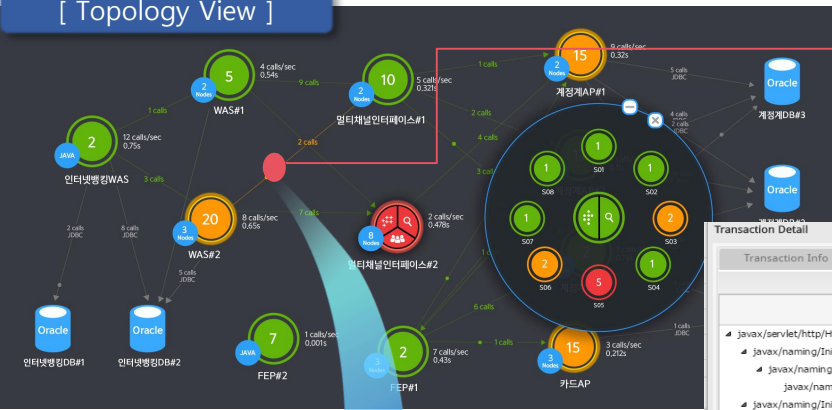 [ Topology View ]
4 calls/sec
0.54s
5
2
Nodes
WAS#1
9 calls
10
2
Nodes
5 calls/sec
0.321s
멀티채널인터페이스#1
1 calls
15
2
Nodes
9 calls/sec
0.32s
계정계AP#1
5 calls
JDBC
Oracle
계정계DB#3
4 calls
2 calls
JDBC
1 calls
12 calls/sec
0.75s
2
JAVA
인터넷뱅킹WAS
2 calls
2 calls
4 calls
3 calls
3 calls
7 calls
20
3
Nodes
8 calls/sec
0.65s
WAS#2
8
Nodes
2 calls/sec
0.478s
멀티채널인터페이스#2
1
S01
1
S02
2
S03
1
S04
5
S05
2
S06
1
S07
1
S08
Oracle
2 calls
JDBC
8 calls
JDBC
5 calls
JDBC
Oracle
인터넷뱅킹DB#1
Oracle
인터넷뱅킹DB#2
7
JAVA
1 calls/sec
0.001s
FEP#2
6 calls
2
3
Nodes
7 calls/sec
0.43s
FEP#1
1 calls
15
3
Nodes
3 calls/sec
0.212s
카드AP
1 calls
JDBC
Transaction Detail
Transaction Info
javax/servlet/http/H
javax/naming/Ini
javax/naming
javax/nam
javax/naming/Ini